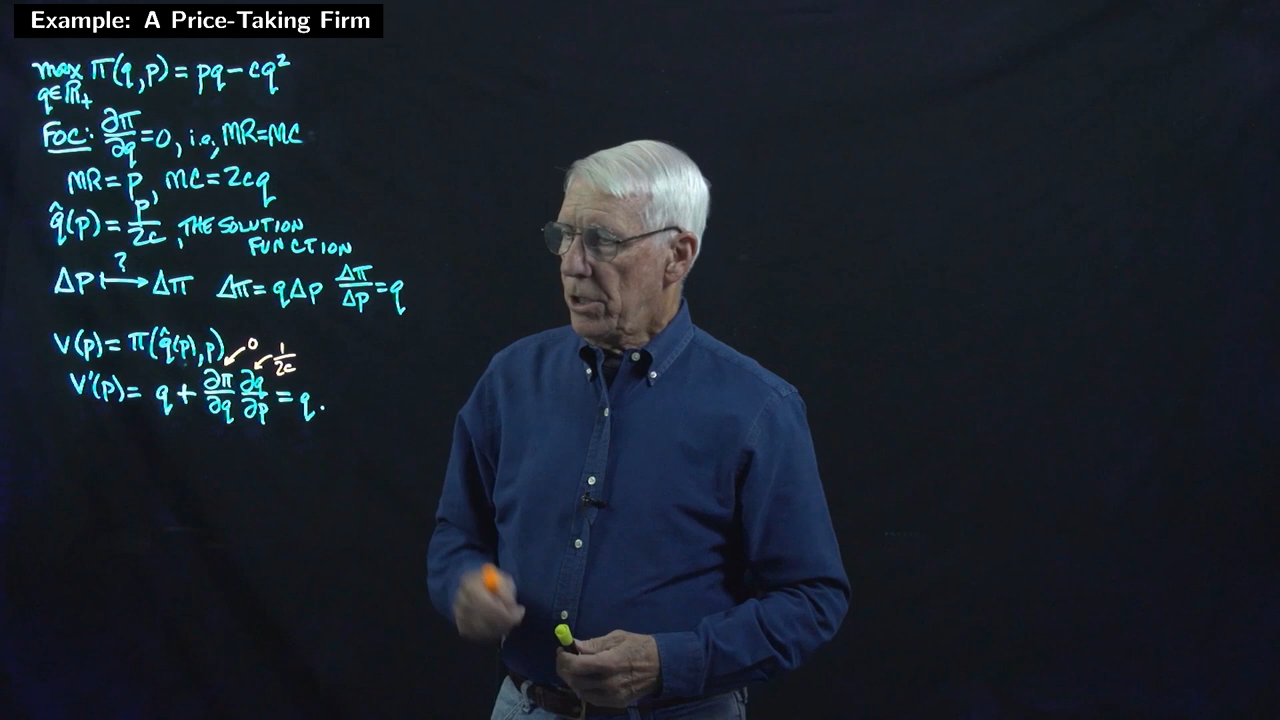 Example: A Price-Taking Firm
max π(q,p) = pq - cq²
q∈ℝ₊
FOC: ∂π/∂q = 0, i.e., MR=MC
MR = p, MC = 2cq
q̂(p) = p/2c, THE SOLUTION
FUNCTION
Δp ↦? Δπ Δπ = qΔp Δπ/Δp = q
V(p) = π(q̂(p), p)
0 1/2c
V'(p) = q + ∂π/∂q ∂q/∂p = q.